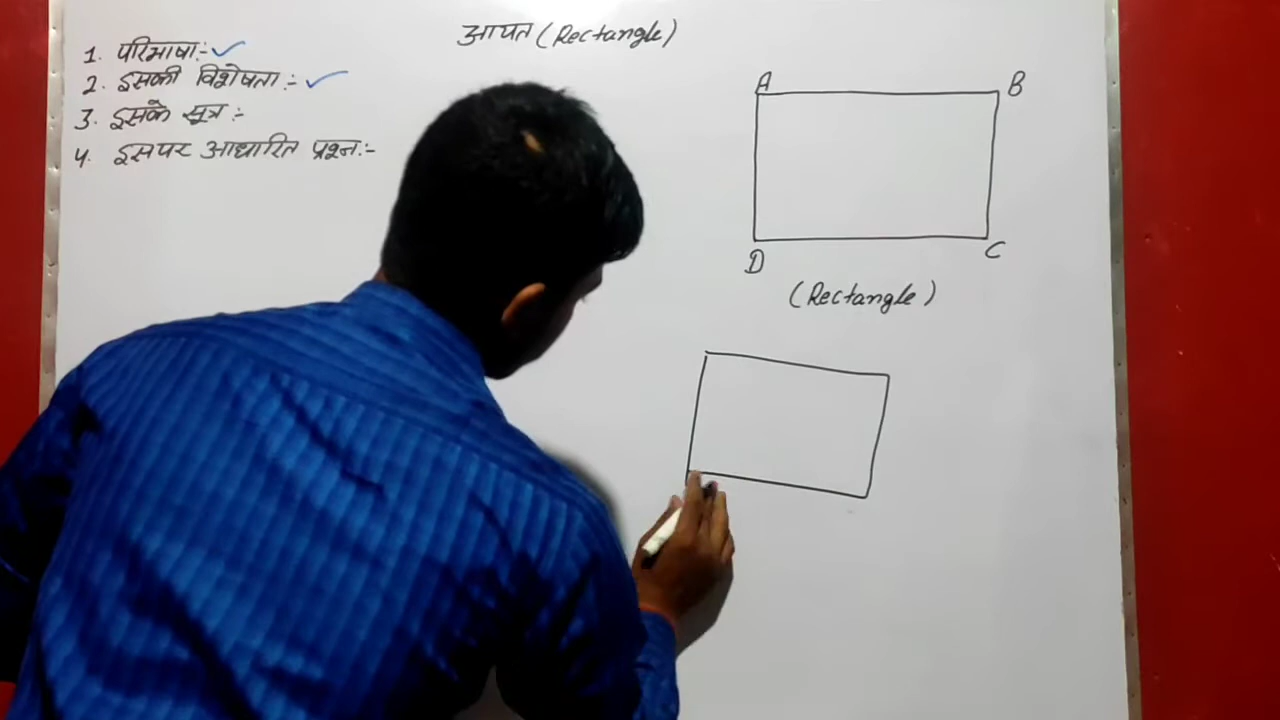 आयत (Rectangle)
1. परिभाषा:-
2. इसकी विशेषता:-
3. इसके सूत्र:-
4. इसपर आधारित प्रश्न:-
A
B
D
C
(Rectangle)